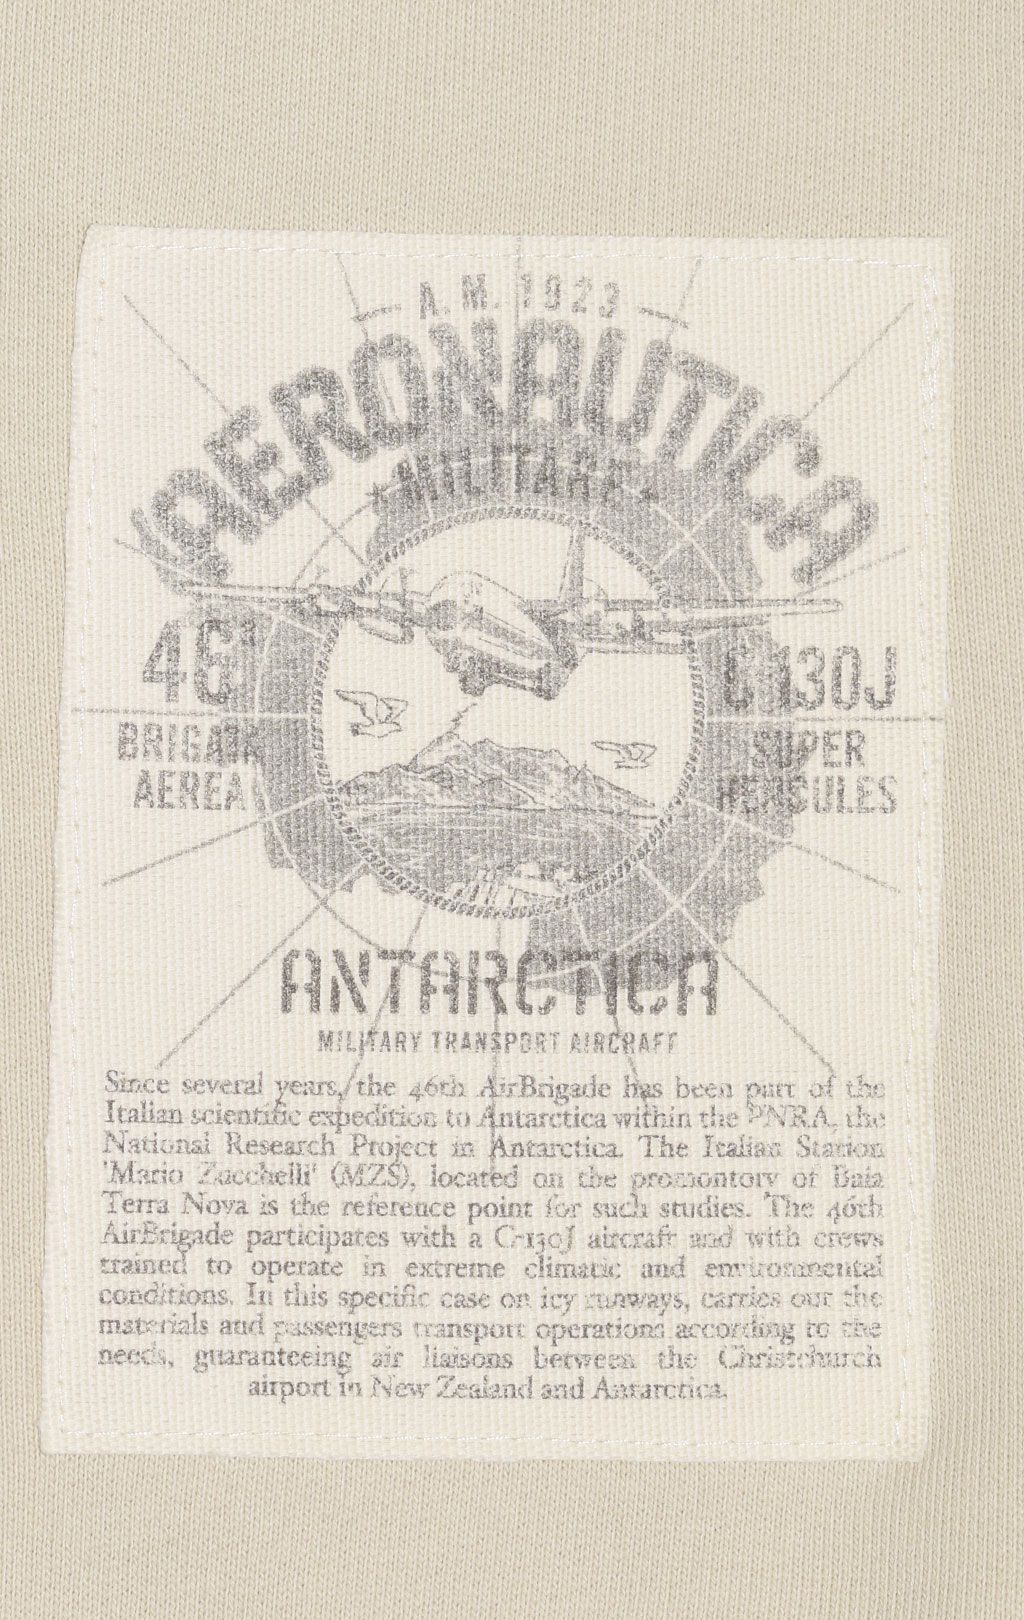 A.M. 1923
AERONAUTICA
MILITARE
46ª
BRIGATA
AEREA
C-130J
SUPER
HERCULES
ANTARCTICA
MILITARY TRANSPORT AIRCRAFT
Since several years, the 46th AirBrigade has been part of the
Italian scientific expedition to Antarctica within the PNRA, the
National Research Project in Antarctica. The Italian Station
'Mario Zucchelli' (MZS), located on the promontory of Baia
Terra Nova is the reference point for such studies. The 46th
AirBrigade participates with a C-130J aircraft and with crews
trained to operate in extreme climatic and environmental
conditions. In this specific case on icy runways, carries out the
materials and passengers transport operations according to the
needs, guaranteeing air liaisons between the Christchurch
airport in New Zealand and Antarctica.